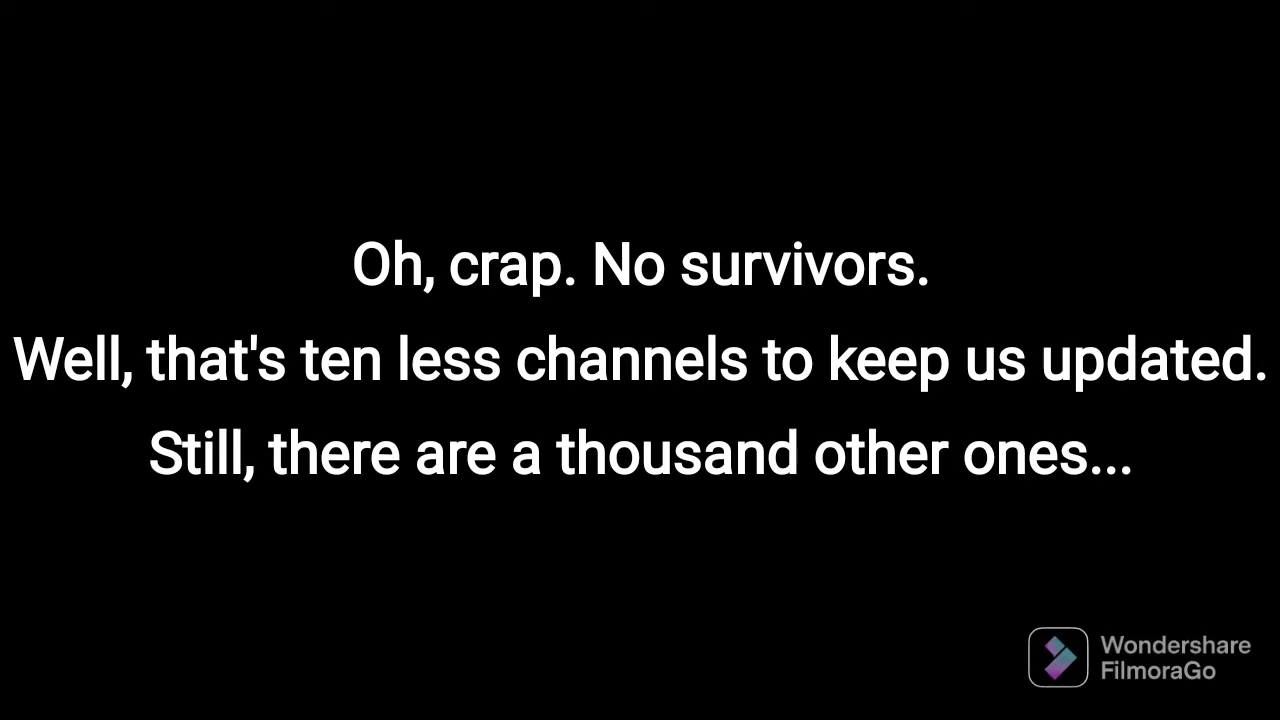 Oh, crap. No survivors.
Well, that's ten less channels to keep us updated.
Still, there are a thousand other ones...
Wondershare
FilmoraGo